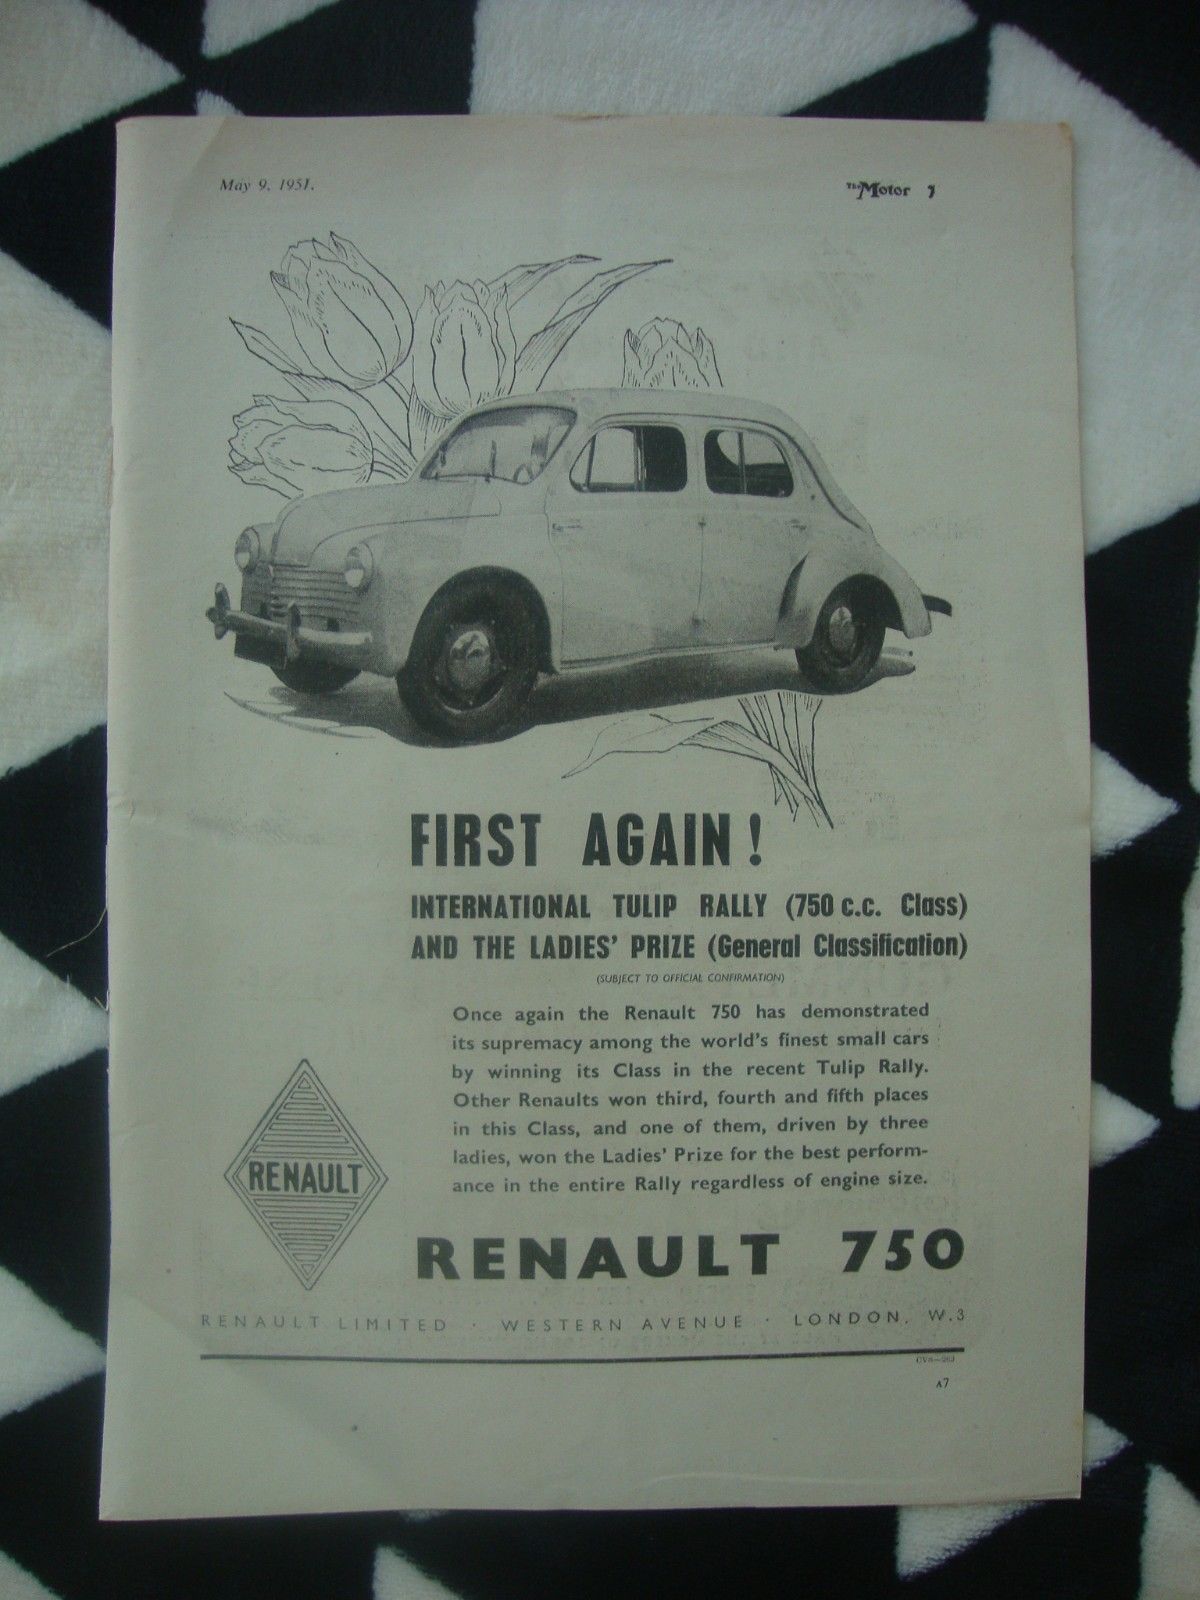 May 9, 1951.
The Motor 7
FIRST AGAIN!
INTERNATIONAL TULIP RALLY (750 c.c. Class)
AND THE LADIES' PRIZE (General Classification)
(SUBJECT TO OFFICIAL CONFIRMATION)
Once again the Renault 750 has demonstrated
its supremacy among the world's finest small cars
by winning its Class in the recent Tulip Rally.
Other Renaults won third, fourth and fifth places
in this Class, and one of them, driven by three
ladies, won the Ladies' Prize for the best perform-
ance in the entire Rally regardless of engine size.
RENAULT
RENAULT 750
RENAULT LIMITED · WESTERN AVENUE · LONDON, W.3
A7